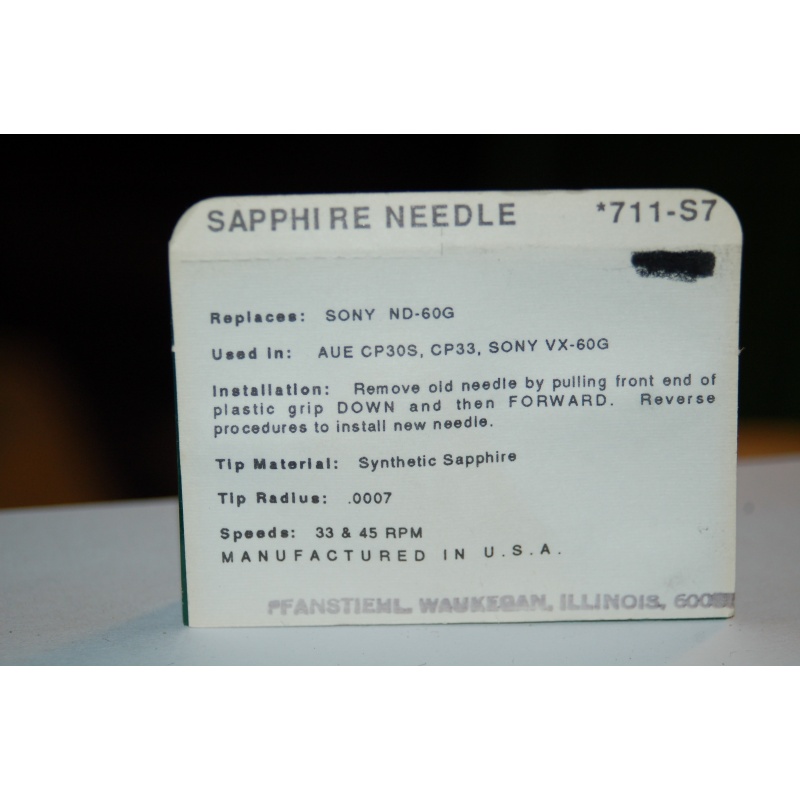 SAPPHIRE NEEDLE *711-S7
Replaces: SONY ND-60G
Used in: AUE CP30S, CP33, SONY VX-60G
Installation: Remove old needle by pulling front end of
plastic grip DOWN and then FORWARD. Reverse
procedures to install new needle.
Tip Material: Synthetic Sapphire
Tip Radius: .0007
Speeds: 33 & 45 RPM
MANUFACTURED IN U.S.A.
PFANSTIEHL, WAUKEGAN, ILLINOIS,